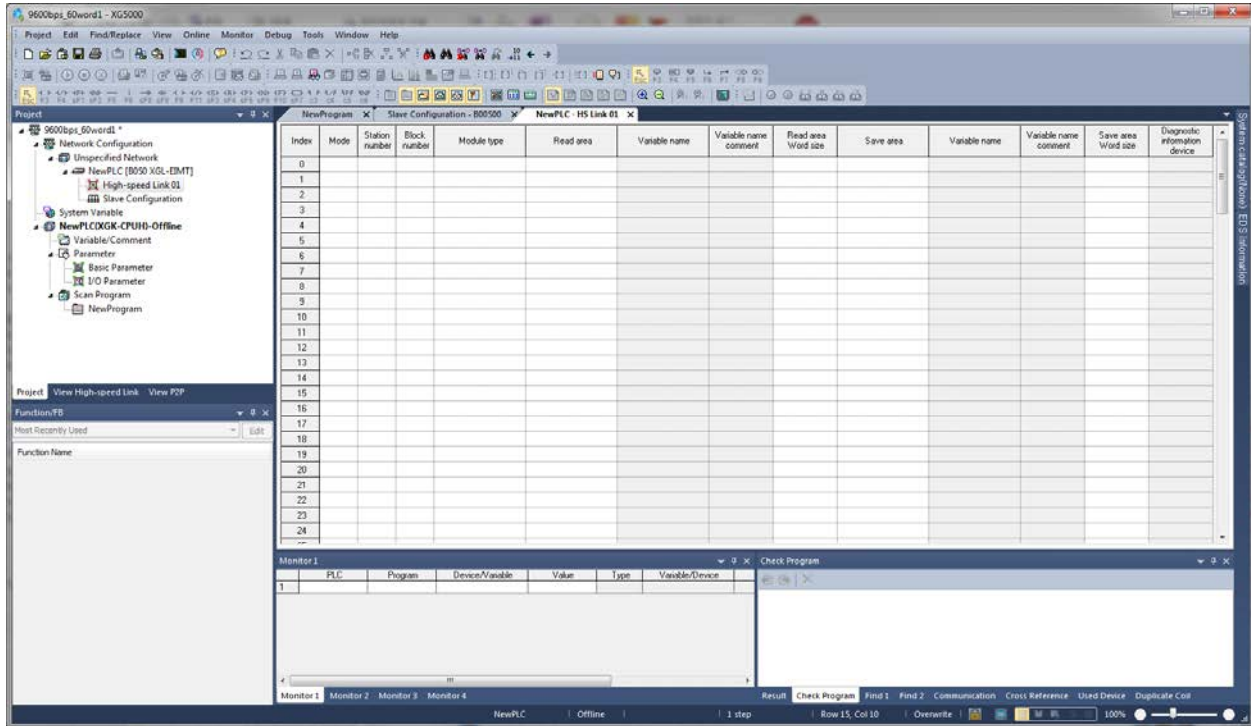 9600bps_60word1 - XG5000
Project Edit Find/Replace View Online Monitor Debug Tools Window Help
Project
9600bps_60word1 *
Network Configuration
Unspecified Network
NewPLC [B0S0 XGL-EIMT]
High-speed Link 01
Slave Configuration
System Variable
NewPLC(XGK-CPUH)-Offline
Variable/Comment
Parameter
Basic Parameter
I/O Parameter
Scan Program
NewProgram
Project View High-speed Link View P2P
Function/FB
Most Recently Used Edit
Function Name
NewProgram Slave Configuration - B00S00 NewPLC - HS Link 01
Index Mode Station number Block number Module type Read area Variable name Variable name comment Read area Word size Save area Variable name Variable name comment Save area Word size Diagnostic information device
0
1
2
3
4
5
6
7
8
9
10
11
12
13
14
15
16
17
18
19
20
21
22
23
24
System catalog(None) EDS Information
Monitor 1
PLC Program Device/Variable Value Type Variable/Device
1
Monitor 1 Monitor 2 Monitor 3 Monitor 4
Check Program
Result Check Program Find 1 Find 2 Communication Cross Reference Used Device Duplicate Coil
NewPLC Offline 1 step Row 15, Col 10 Overwrite 100%